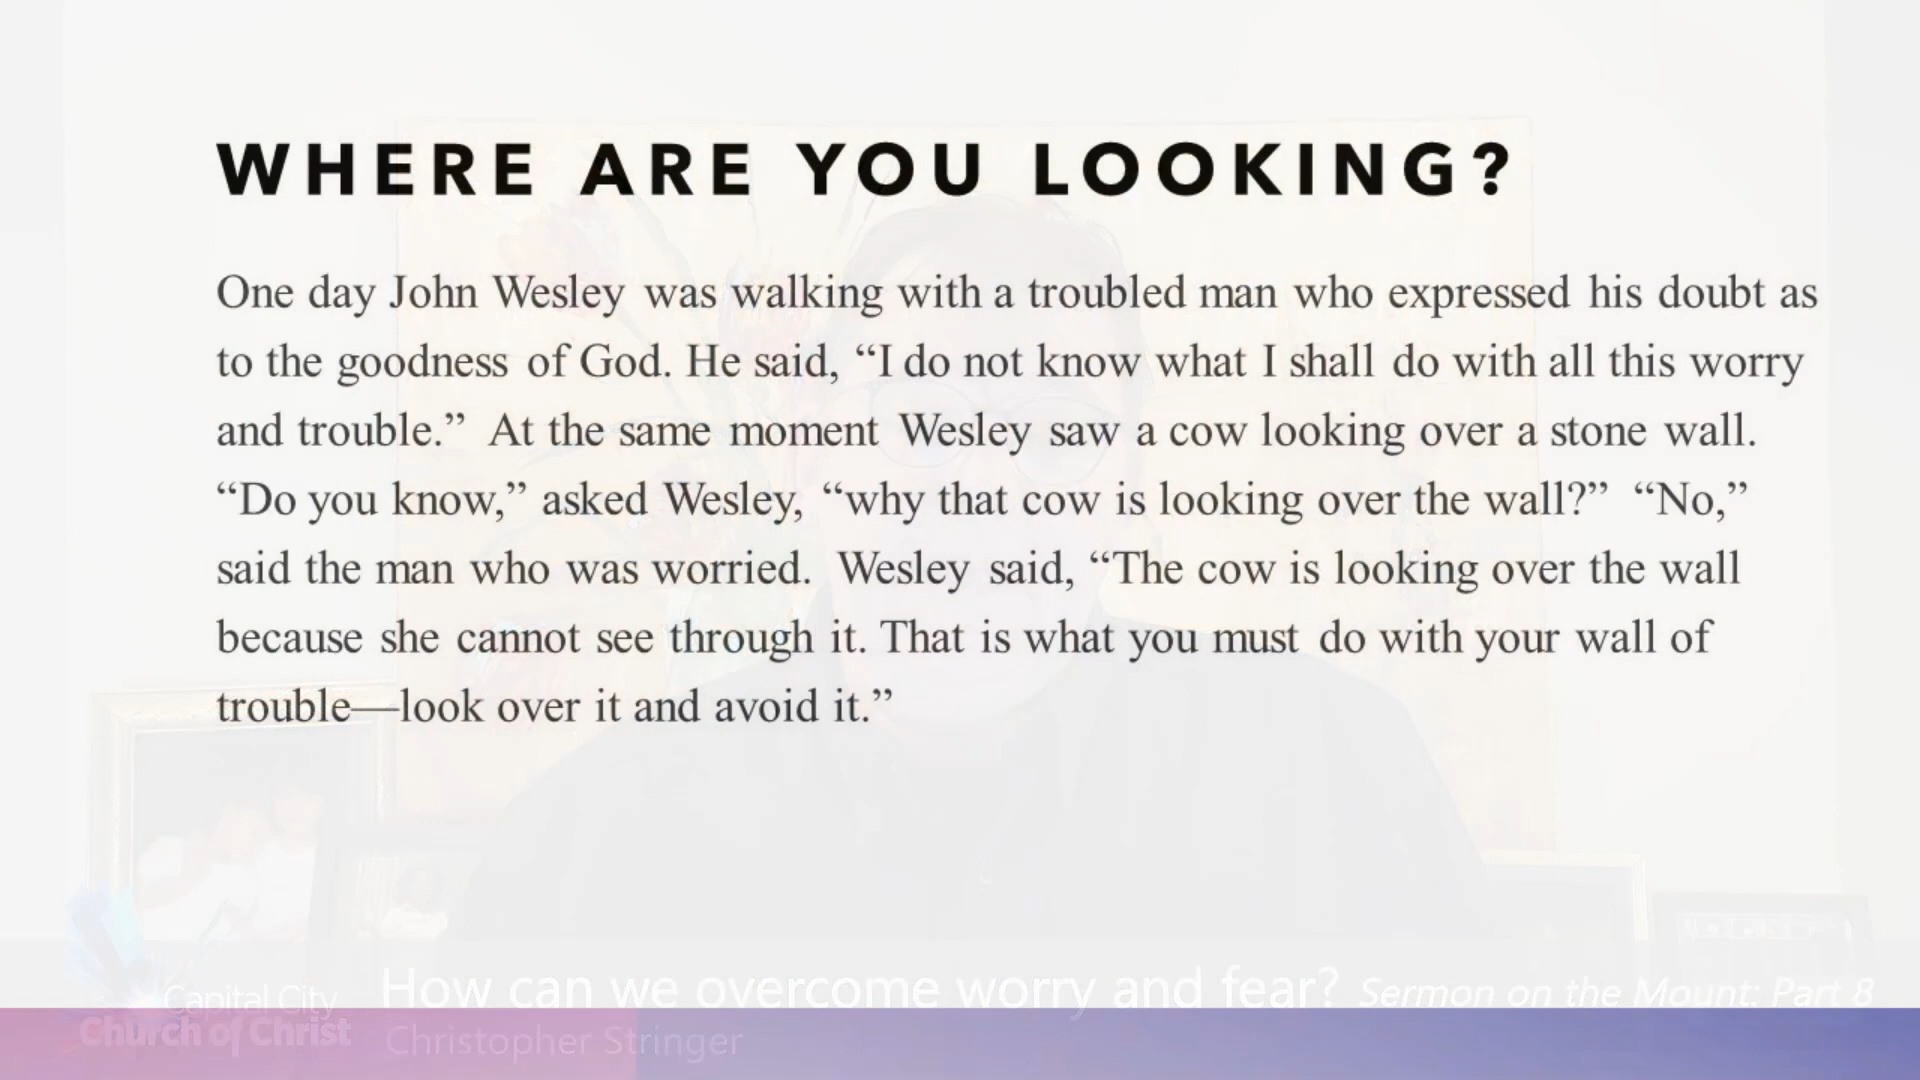 WHERE ARE YOU LOOKING?
One day John Wesley was walking with a troubled man who expressed his doubt as
to the goodness of God. He said, “I do not know what I shall do with all this worry
and trouble.” At the same moment Wesley saw a cow looking over a stone wall.
“Do you know,” asked Wesley, “why that cow is looking over the wall?” “No,”
said the man who was worried. Wesley said, “The cow is looking over the wall
because she cannot see through it. That is what you must do with your wall of
trouble—look over it and avoid it.”
Capital City
Church of Christ
How can we overcome worry and fear? Sermon on the Mount: Part 8
Christopher Stringer